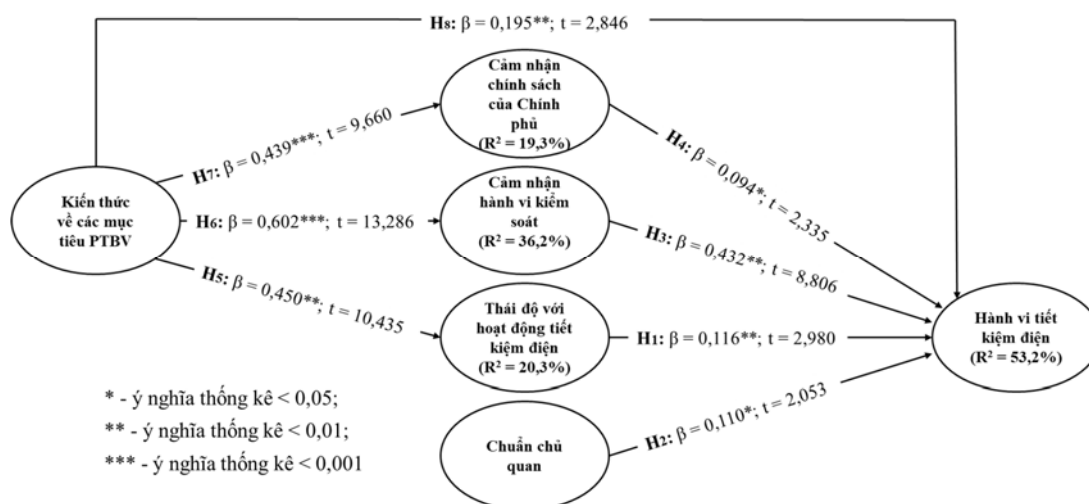 H8: β = 0,195**; t = 2,846
Cảm nhận
chính sách
của Chính
phủ
(R² = 19,3%)
H7: β = 0,439***; t = 9,660
H4: β = 0,094*; t = 2,335
Kiến thức
về các mục
tiêu PTBV
H6: β = 0,602***; t = 13,286
Cảm nhận
hành vi kiểm
soát
(R² = 36,2%)
H3: β = 0,432**; t = 8,806
H5: β = 0,450**; t = 10,435
Thái độ với
hoạt động tiết
kiệm điện
(R² = 20,3%)
H1: β = 0,116**; t = 2,980
Hành vi tiết
kiệm điện
(R² = 53,2%)
H2: β = 0,110*; t = 2,053
Chuẩn chủ
quan
* - ý nghĩa thống kê < 0,05;
** - ý nghĩa thống kê < 0,01;
*** - ý nghĩa thống kê < 0,001